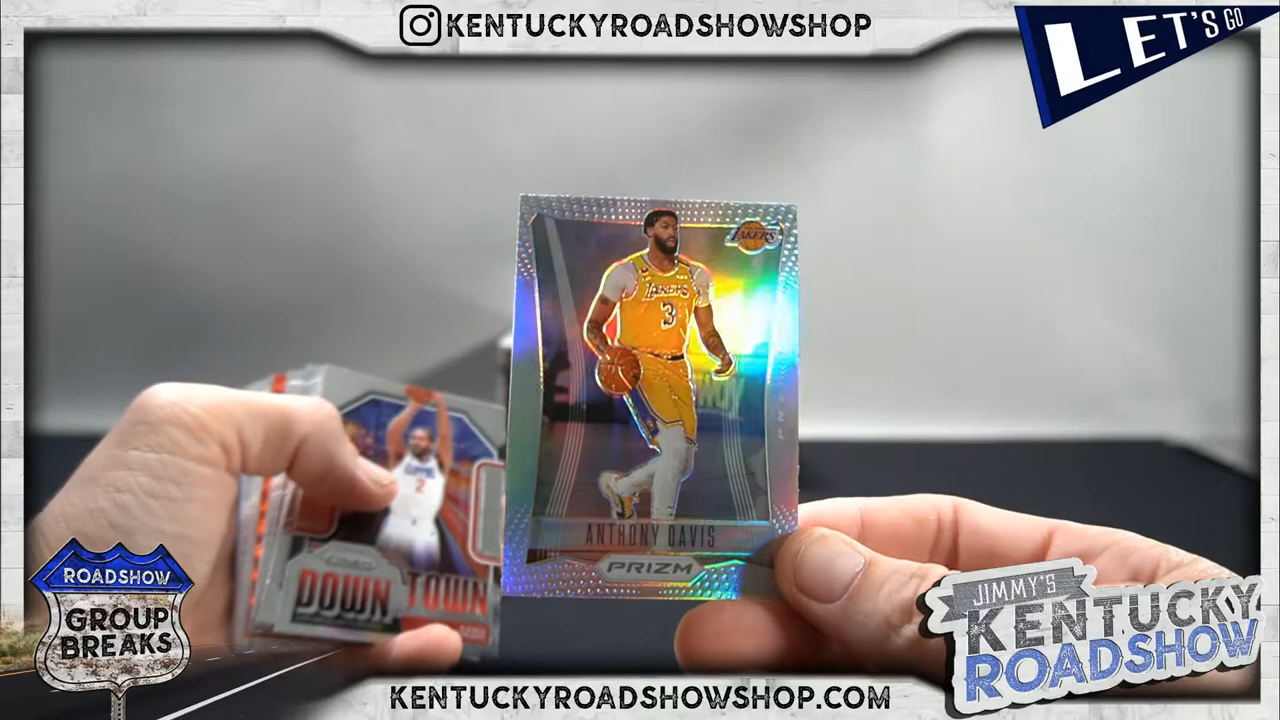 KENTUCKYROADSHOWSHOP
LET'S GO
LAKERS
LAKERS
3
ANTHONY DAVIS
PRIZM
2
DOWN TOWN
ROADSHOW
GROUP
BREAKS
JIMMY'S
KENTUCKY
ROADSHOW
KENTUCKYROADSHOWSHOP.COM